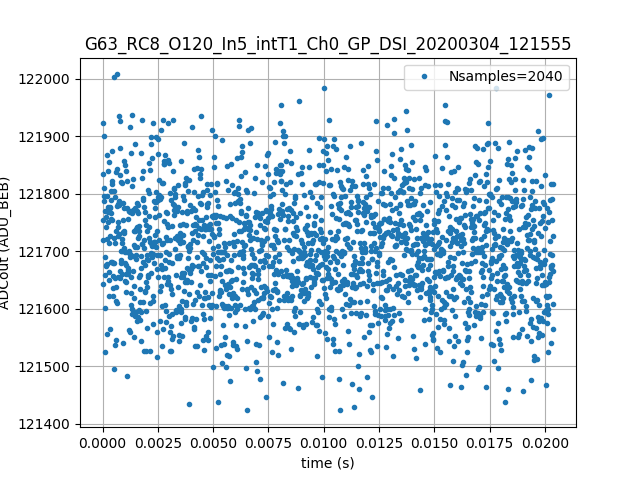 G63_RC8_O120_In5_intT1_Ch0_GP_DSI_20200304_121555
Nsamples=2040
122000
121900
121800
121700
121600
121500
121400
ADCout (ADU_BEB)
0.0000 0.0025 0.0050 0.0075 0.0100 0.0125 0.0150 0.0175 0.0200
time (s)